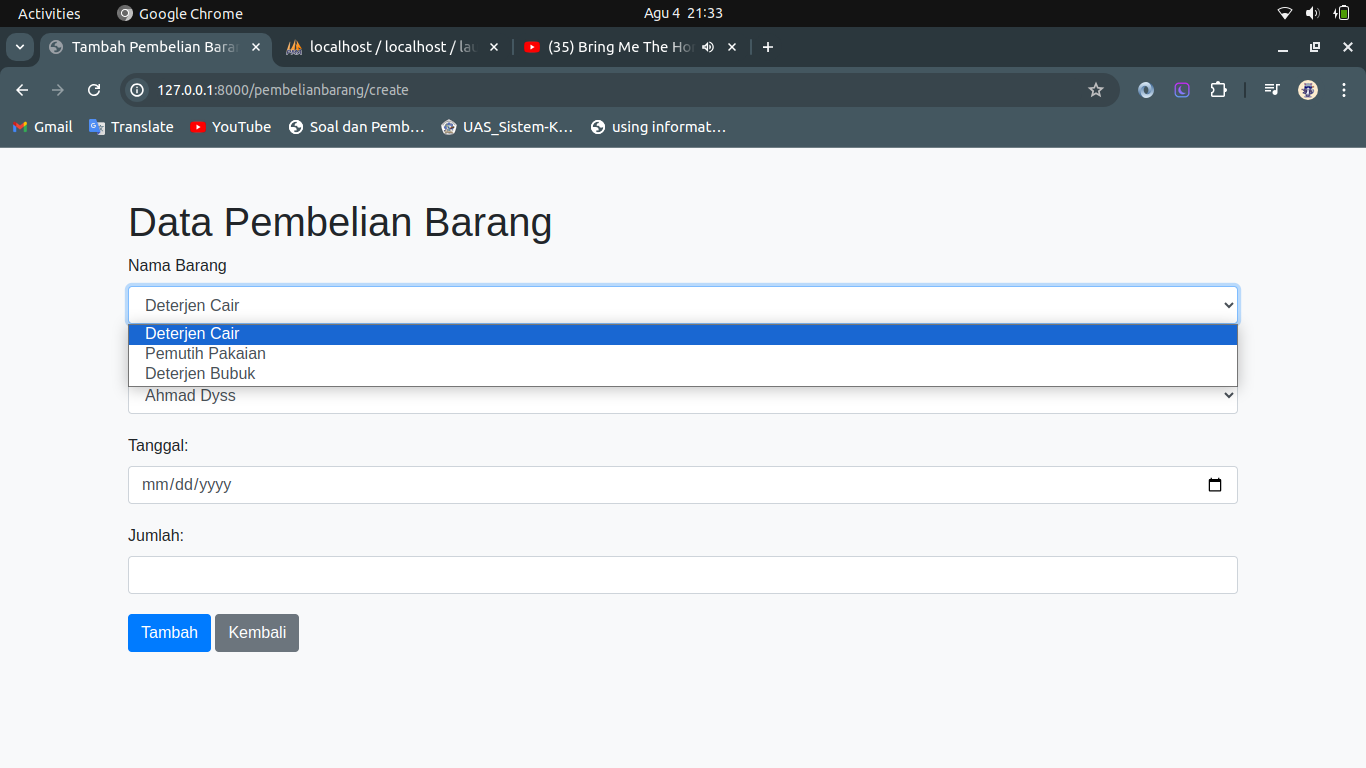 Activities Google Chrome Agu 4 21:33
Tambah Pembelian Baran localhost / localhost / lau (35) Bring Me The Hor
127.0.0.1:8000/pembelianbarang/create
Gmail Translate YouTube Soal dan Pemb… UAS_Sistem-K… using informat…
Data Pembelian Barang
Nama Barang
Deterjen Cair
Deterjen Cair
Pemutih Pakaian
Deterjen Bubuk
Ahmad Dyss
Tanggal:
mm/dd/yyyy
Jumlah:
Tambah Kembali